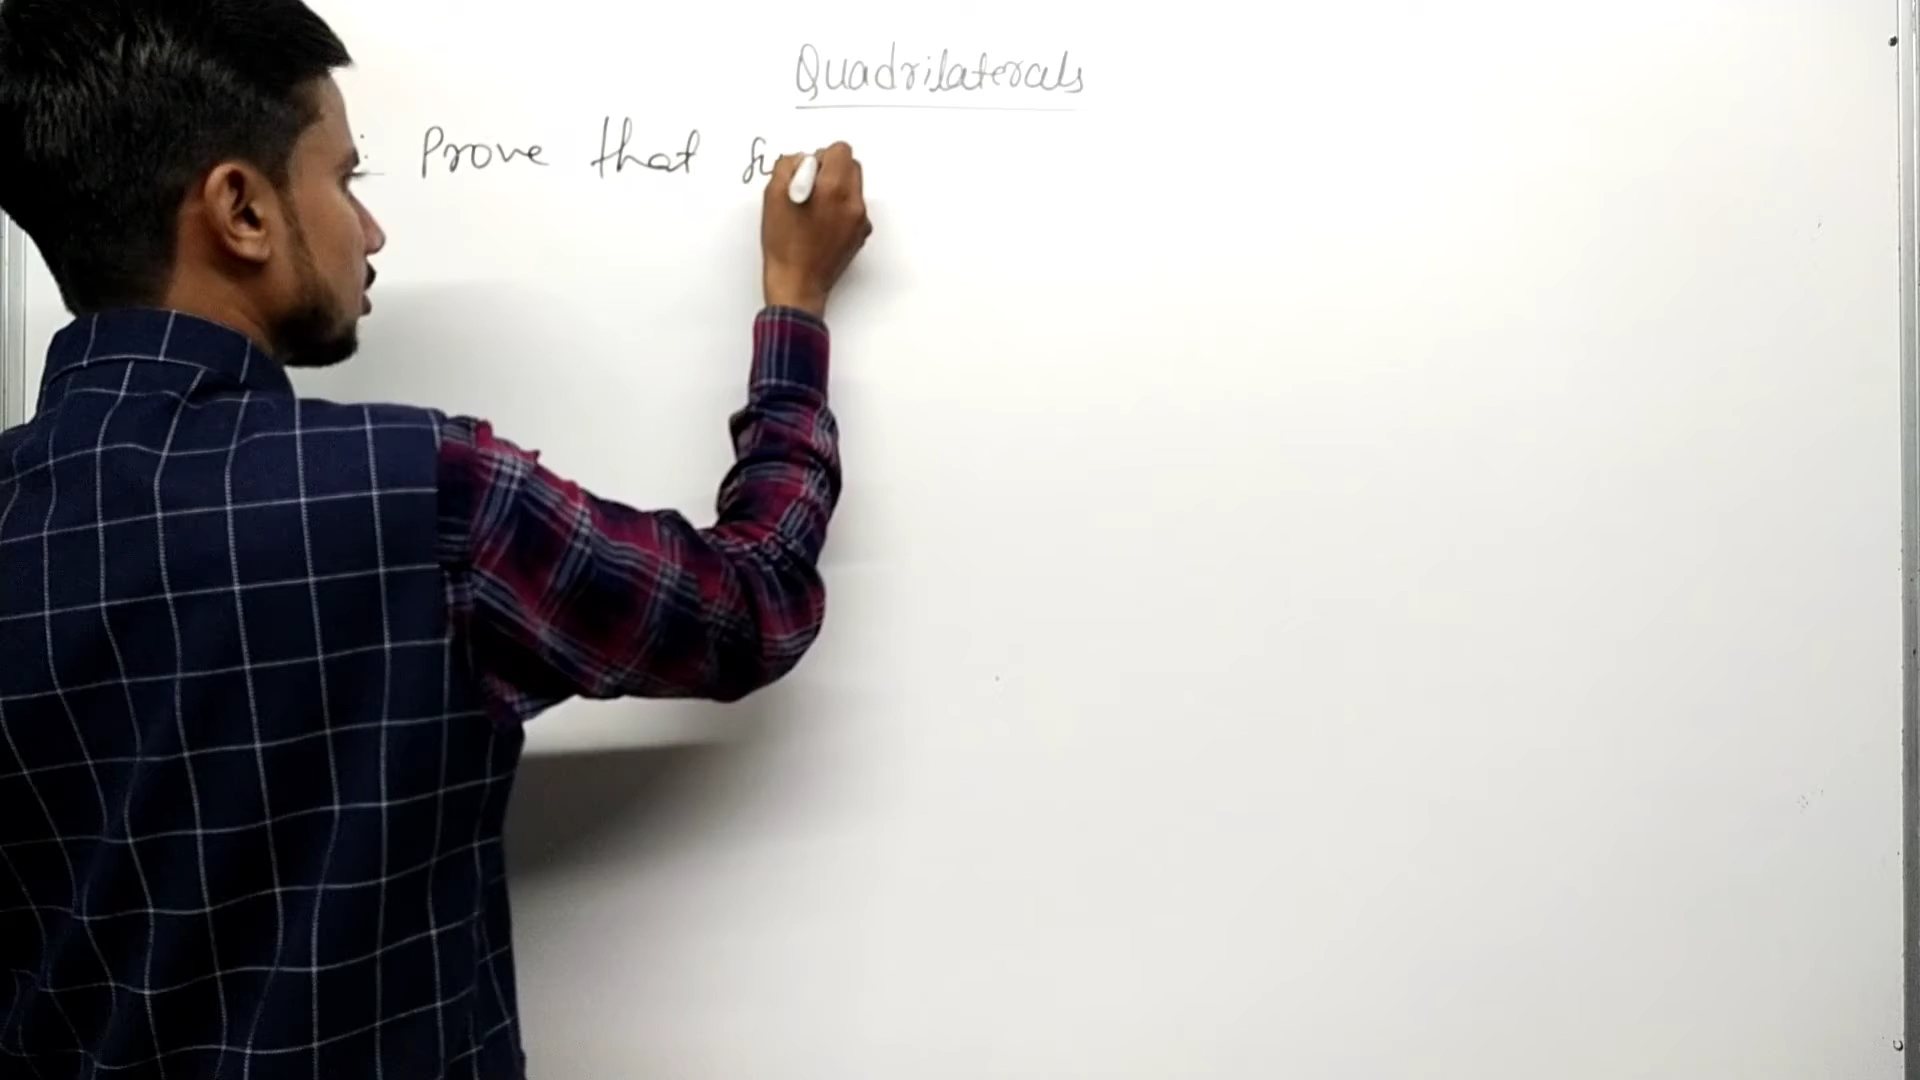 Quadrilaterals
: Prove that